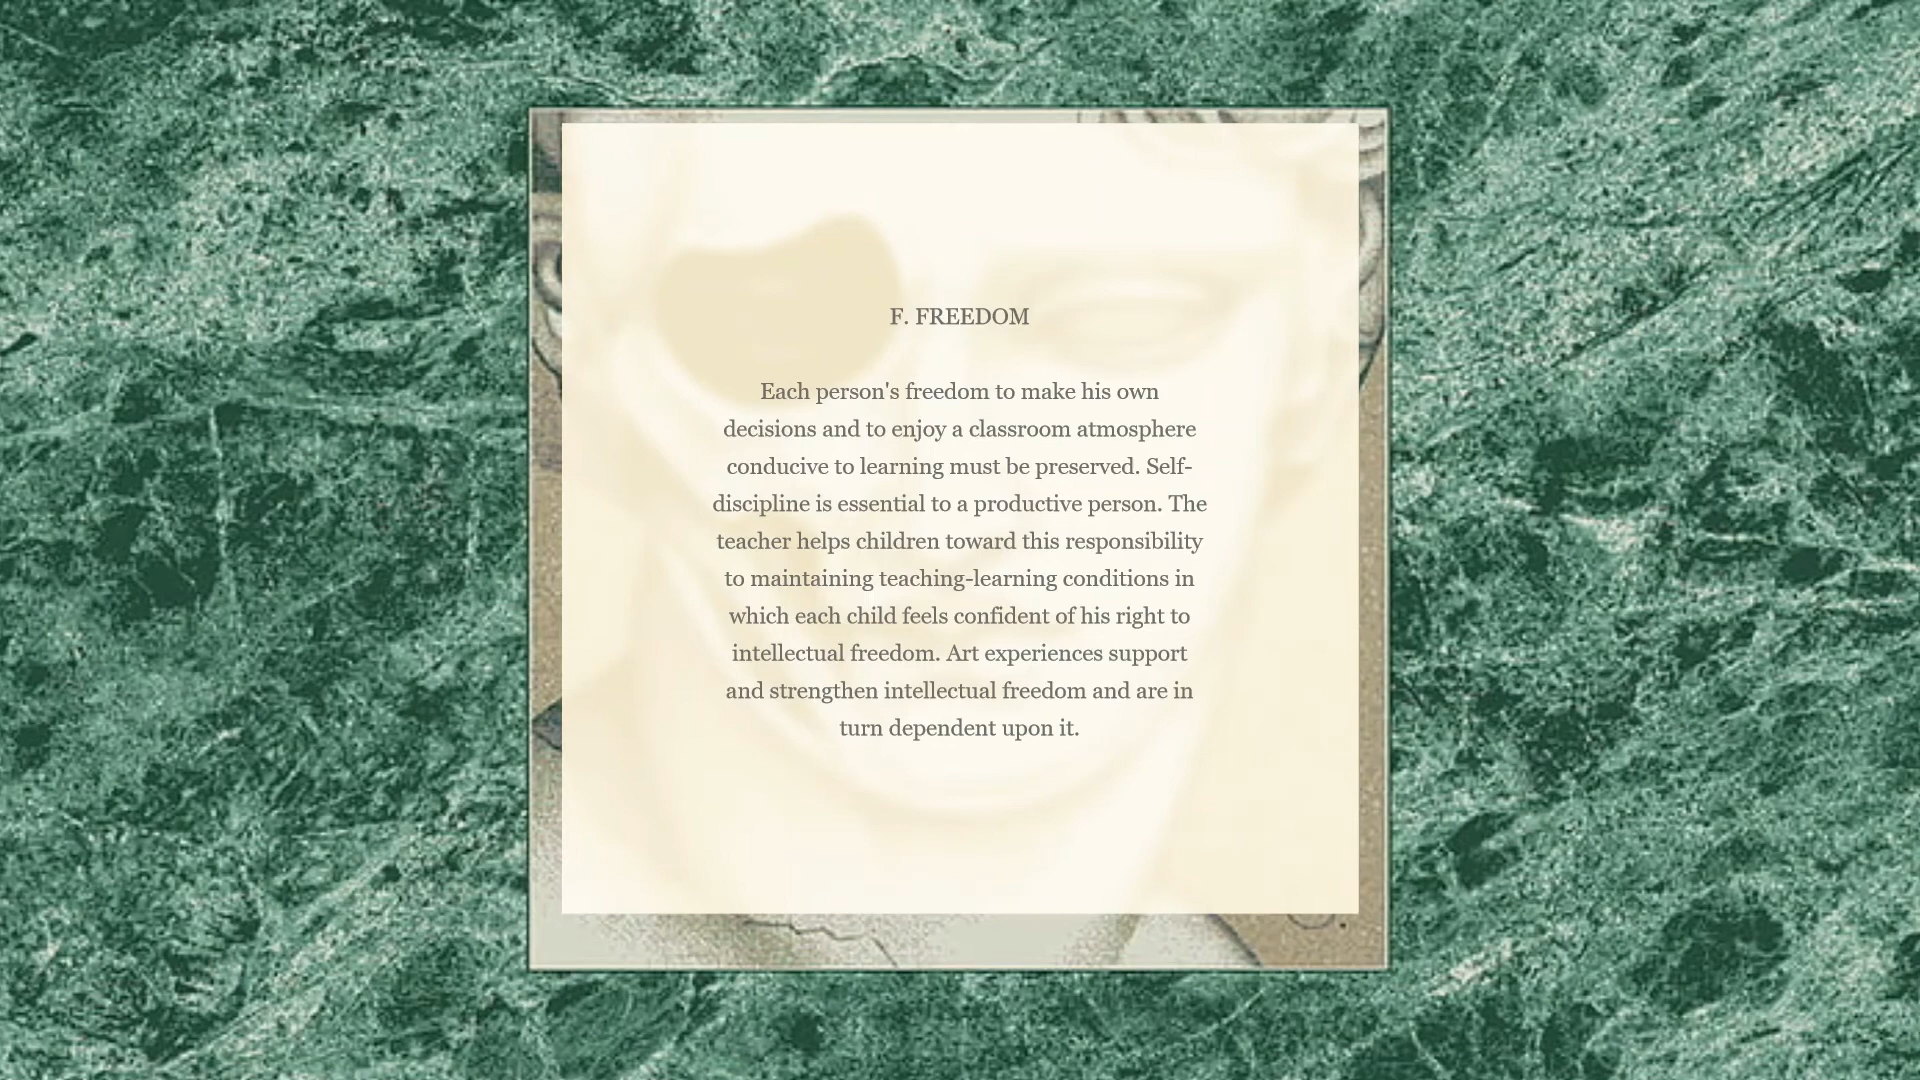 F. FREEDOM
Each person's freedom to make his own
decisions and to enjoy a classroom atmosphere
conducive to learning must be preserved. Self-
discipline is essential to a productive person. The
teacher helps children toward this responsibility
to maintaining teaching-learning conditions in
which each child feels confident of his right to
intellectual freedom. Art experiences support
and strengthen intellectual freedom and are in
turn dependent upon it.